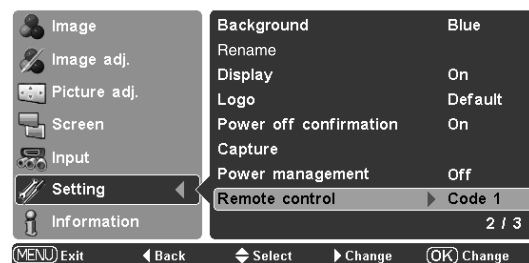 Image
Image adj.
Picture adj.
Screen
Input
Setting
Information
Background Blue
Rename
Display On
Logo Default
Power off confirmation On
Capture
Power management Off
Remote control Code 1
2 / 3
MENU Exit Back Select Change OK Change